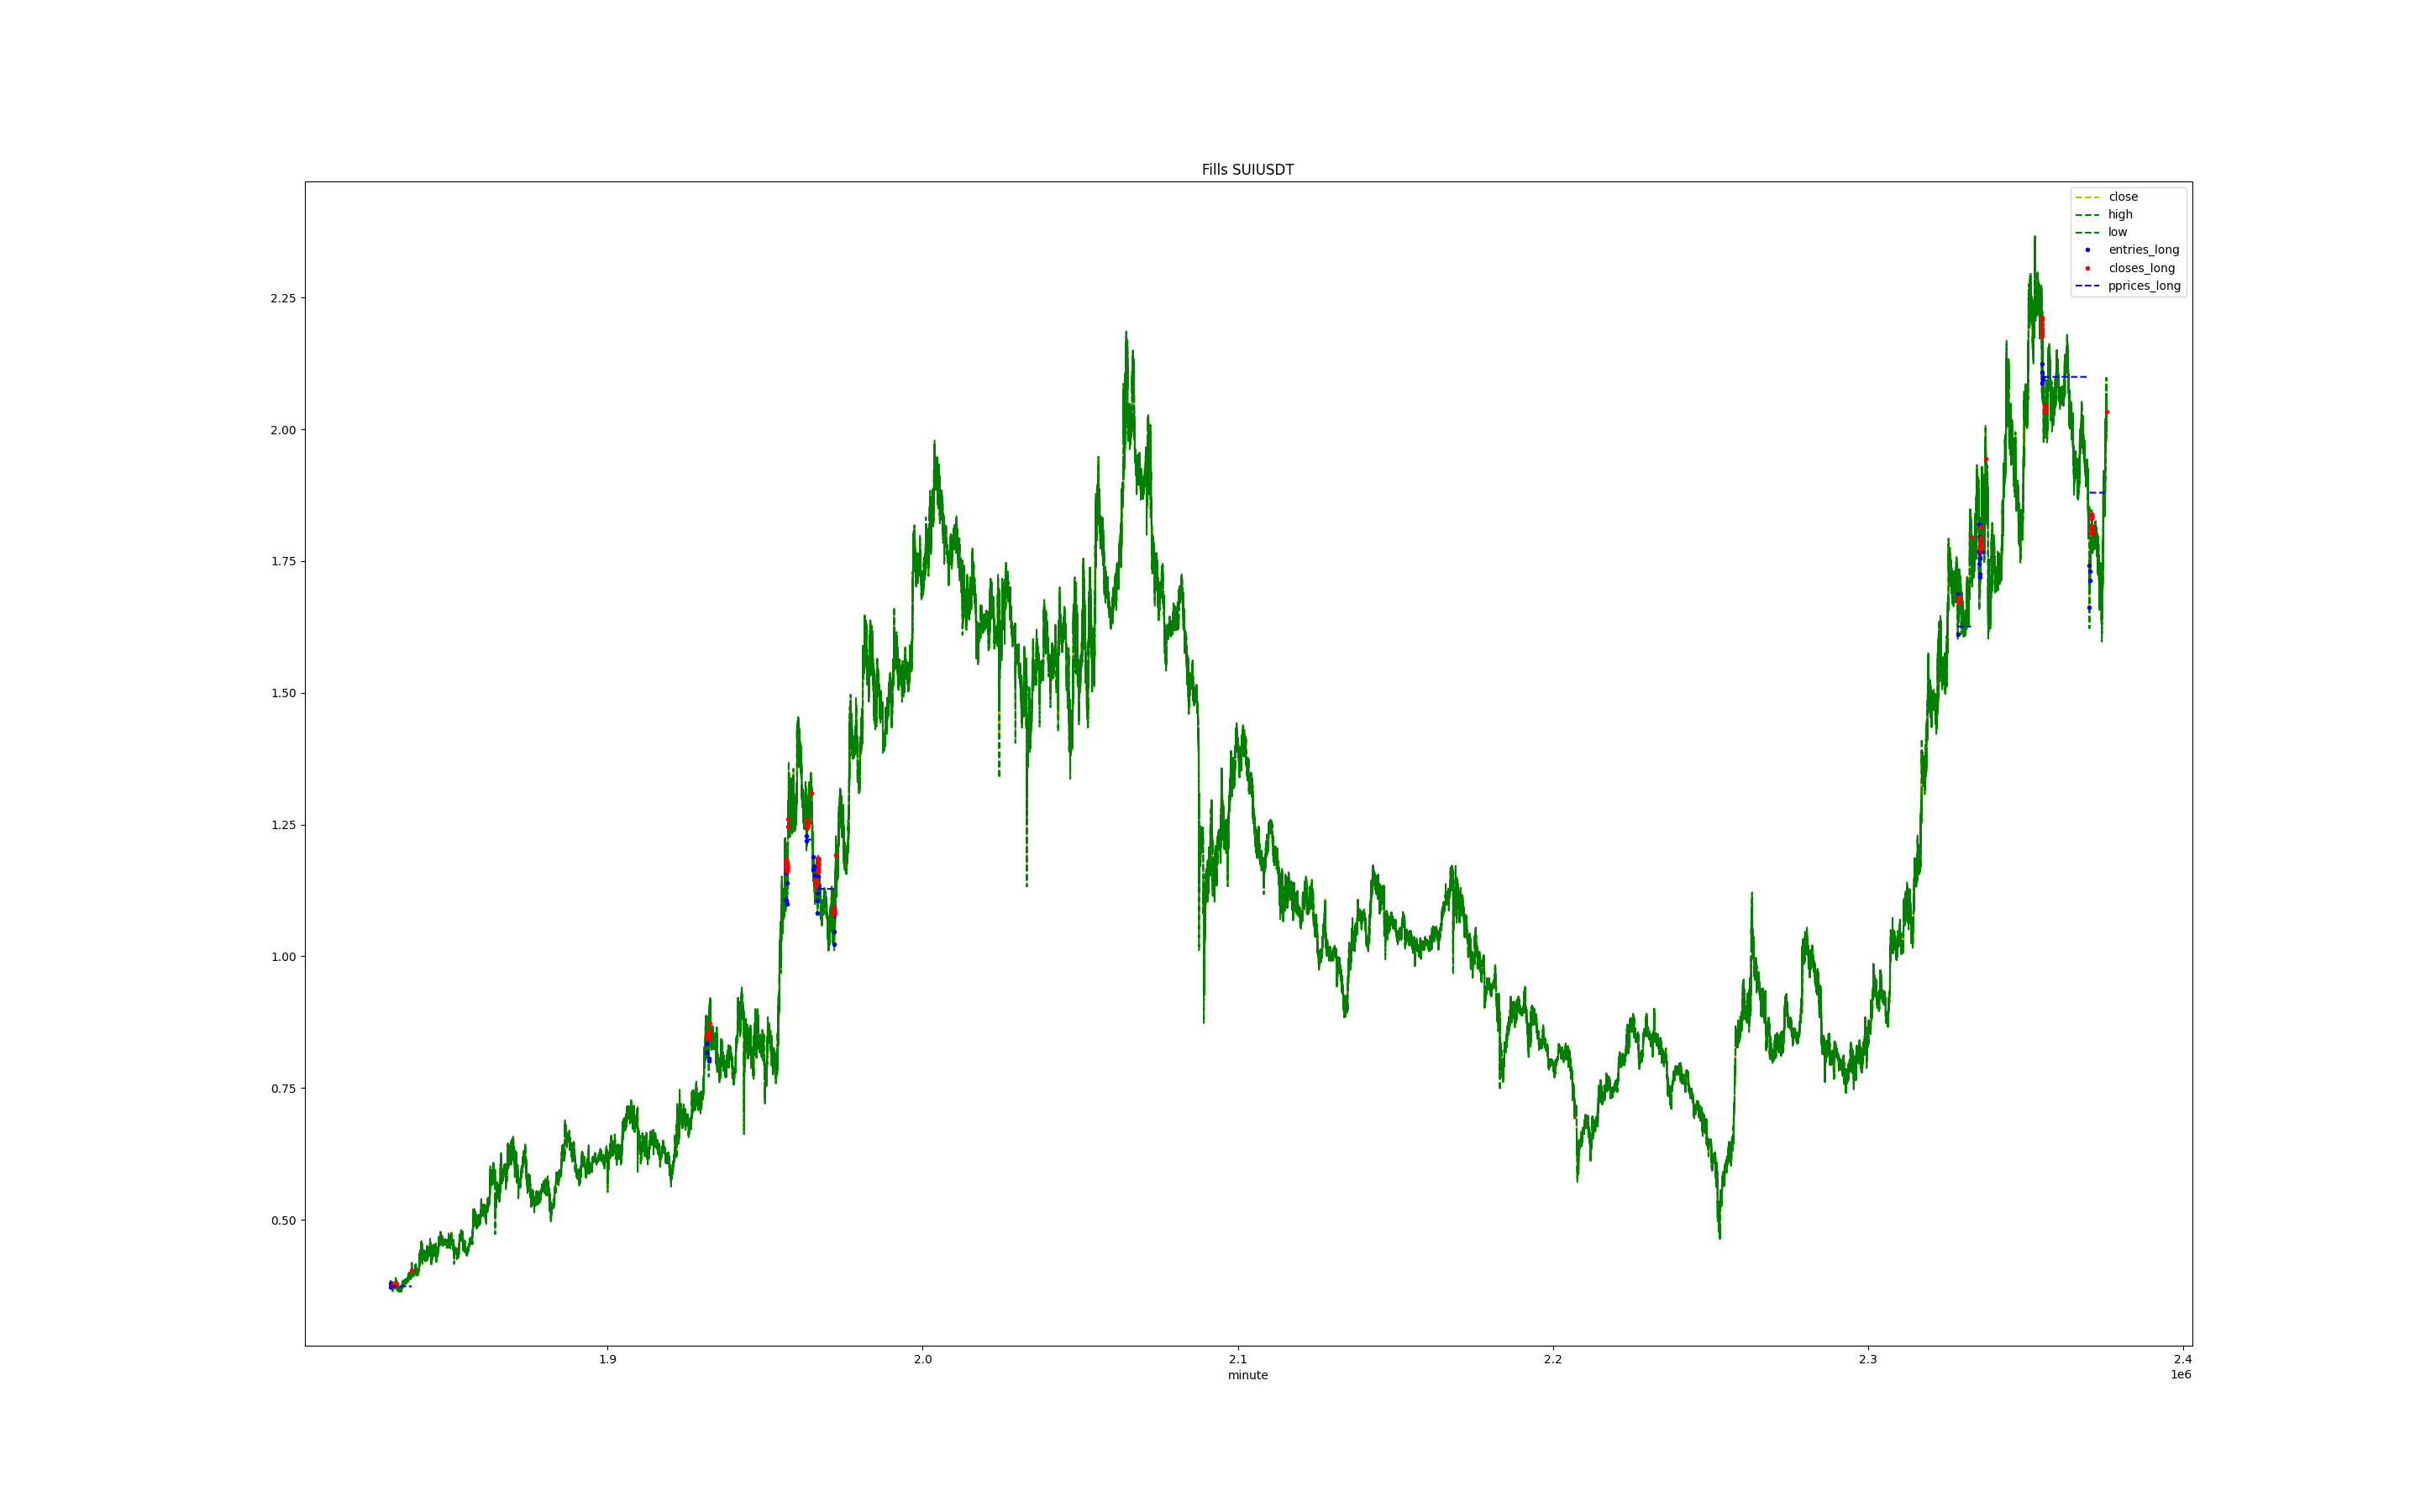 Fills SUIUSDT
close
high
low
entries_long
closes_long
pprices_long
2.25
2.00
1.75
1.50
1.25
1.00
0.75
0.50
1.9
2.0
2.1
2.2
2.3
2.4
minute
1e6